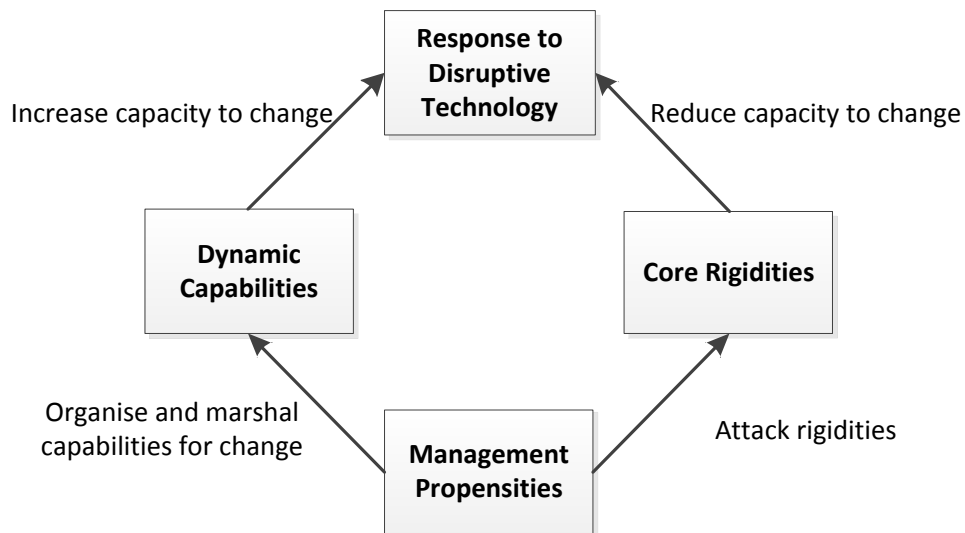 Response to
Disruptive
Technology
Increase capacity to change
Reduce capacity to change
Dynamic
Capabilities
Core Rigidities
Organise and marshal
capabilities for change
Attack rigidities
Management
Propensities